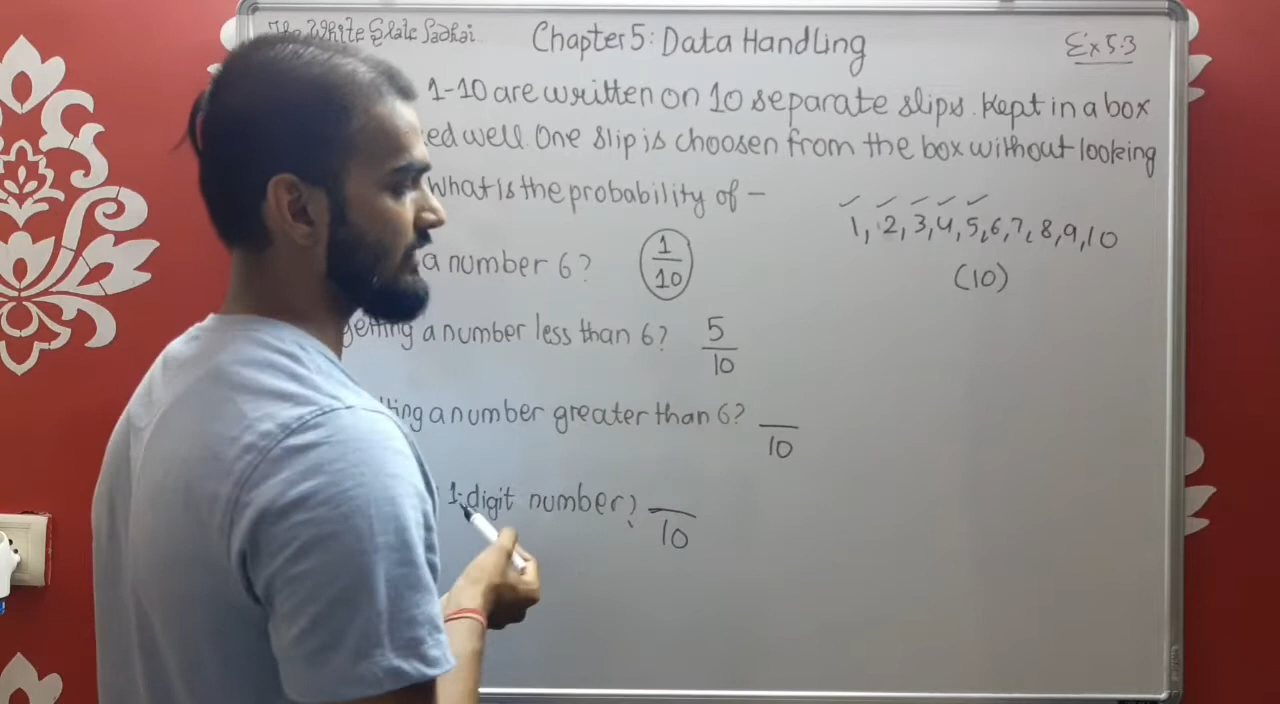 The White Slate Padhai
Chapter 5: Data Handling
Ex 5.3
1-10 are written on 10 separate slips. Kept in a box
ed well. One slip is choosen from the box without looking
What is the probability of –
1, 2, 3, 4, 5, 6, 7, 8, 9, 10
(10)
a number 6? 1/10
getting a number less than 6? 5/10
ting a number greater than 6? /10
1-digit number? /10